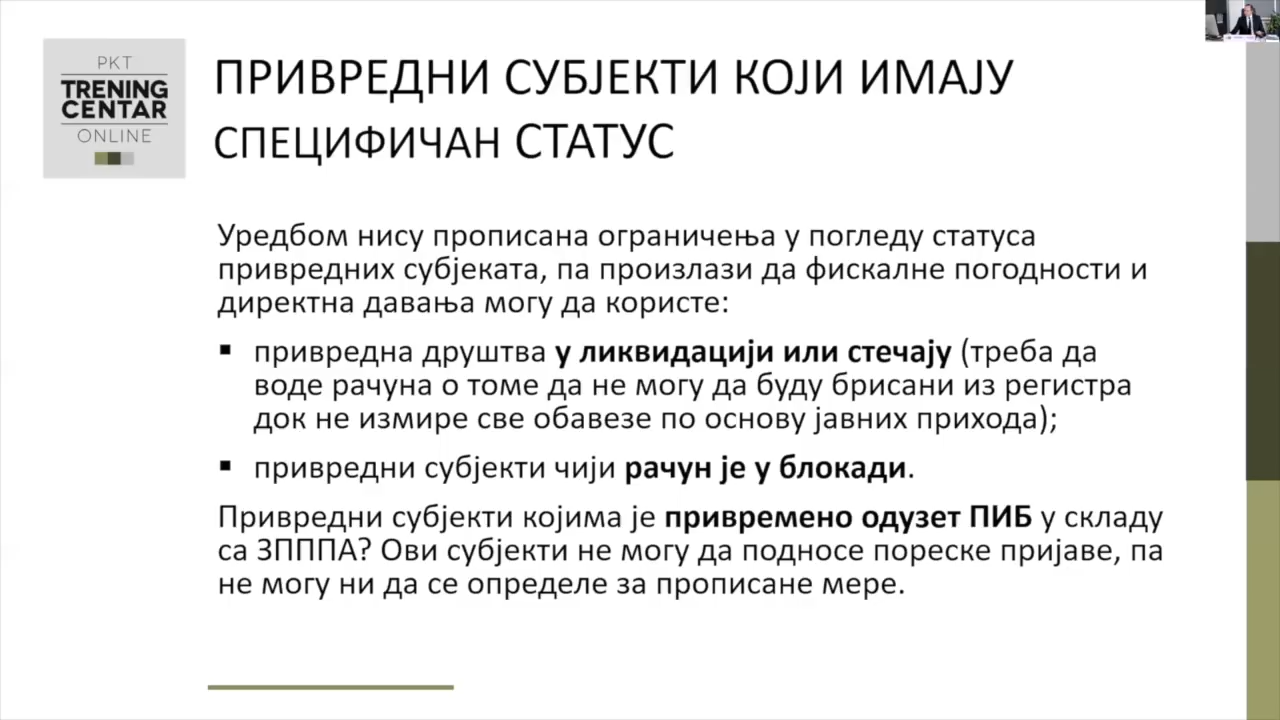 PKT
TRENING
CENTAR
ONLINE
ПРИВРЕДНИ СУБЈЕКТИ КОЈИ ИМАЈУ
СПЕЦИФИЧАН СТАТУС
Уредбом нису прописана ограничења у погледу статуса
привредних субјеката, па произлази да фискалне погодности и
директна давања могу да користе:
▪ привредна друштва у ликвидацији или стечају (треба да
воде рачуна о томе да не могу да буду брисани из регистра
док не измире све обавезе по основу јавних прихода);
▪ привредни субјекти чији рачун је у блокади.
Привредни субјекти којима је привремено одузет ПИБ у складу
са ЗПППА? Ови субјекти не могу да подносе пореске пријаве, па
не могу ни да се определе за прописане мере.